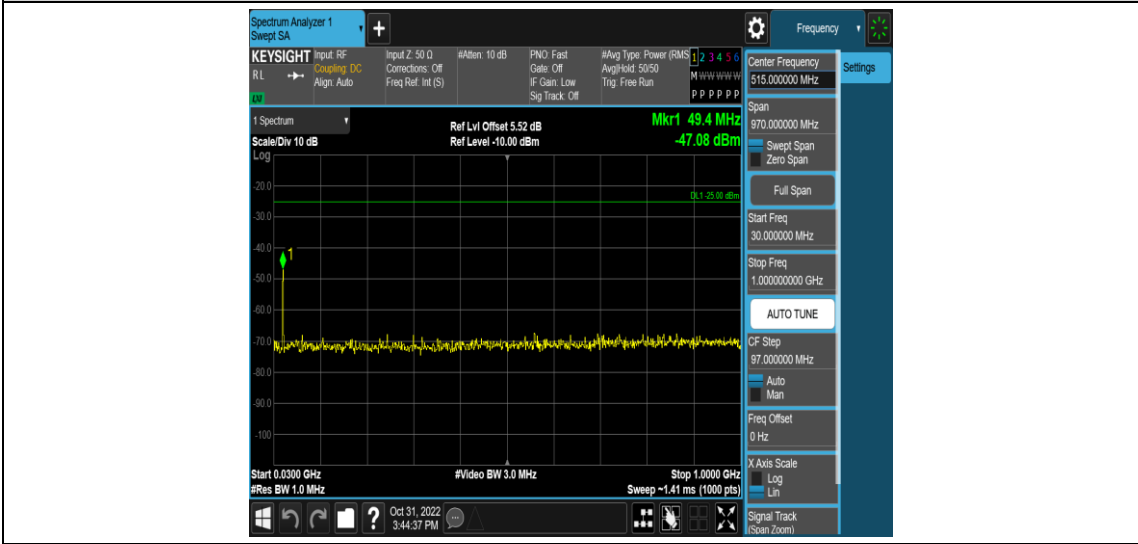 Spectrum Analyzer 1
Swept SA
+
Frequency
KEYSIGHT
RL
LXI
Input: RF
Coupling: DC
Align: Auto
Input Z: 50 Ω
Corrections: Off
Freq Ref: Int (S)
#Atten: 10 dB
PNO: Fast
Gate: Off
IF Gain: Low
Sig Track: Off
#Avg Type: Power (RMS
Avg|Hold: 50/50
Trig: Free Run
1 2 3 4 5 6
M W W W W W
P P P P P P
Center Frequency
515.000000 MHz
Settings
1 Spectrum
Scale/Div 10 dB
Log
Ref Lvl Offset 5.52 dB
Ref Level -10.00 dBm
Mkr1 49.4 MHz
-47.08 dBm
Span
970.000000 MHz
Swept Span
Zero Span
Full Span
Start Freq
30.000000 MHz
Stop Freq
1.000000000 GHz
AUTO TUNE
CF Step
97.000000 MHz
Auto
Man
Freq Offset
0 Hz
X Axis Scale
Log
Lin
Signal Track
(Span Zoom)
DL1 -25.00 dBm
1
-20.0
-30.0
-40.0
-50.0
-60.0
-70.0
-80.0
-90.0
-100
Start 0.0300 GHz
#Res BW 1.0 MHz
#Video BW 3.0 MHz
Stop 1.0000 GHz
Sweep ~1.41 ms (1000 pts)
?
Oct 31, 2022
3:44:37 PM